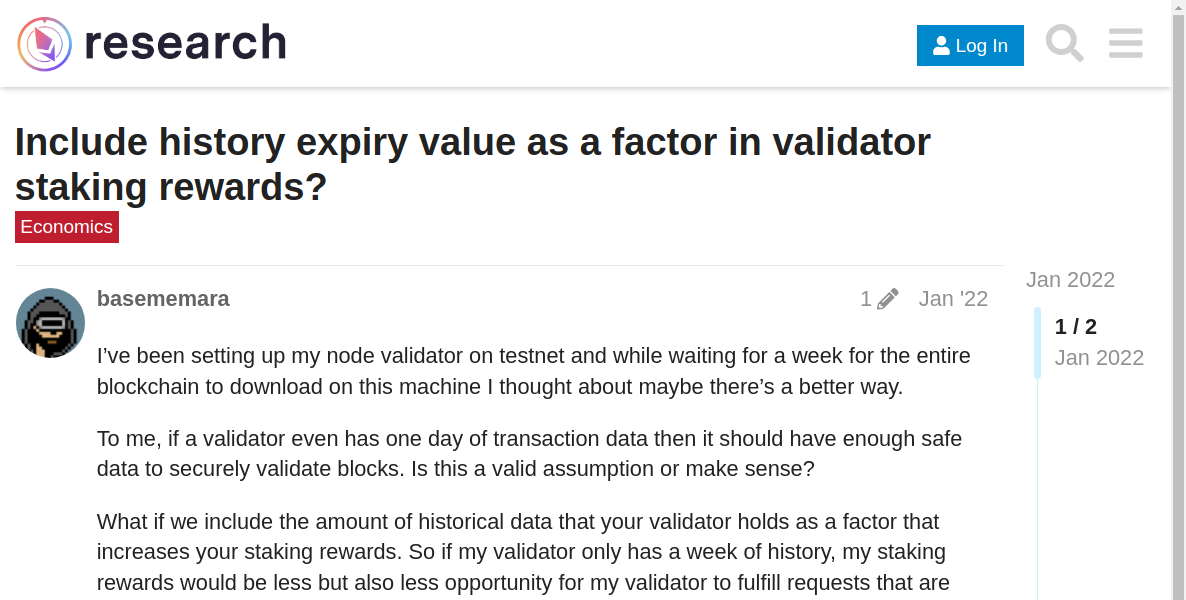 research
Log In
Include history expiry value as a factor in validator
staking rewards?
Economics
Jan 2022
basememara
1
Jan '22
1 / 2
Jan 2022
I’ve been setting up my node validator on testnet and while waiting for a week for the entire
blockchain to download on this machine I thought about maybe there’s a better way.
To me, if a validator even has one day of transaction data then it should have enough safe
data to securely validate blocks. Is this a valid assumption or make sense?
What if we include the amount of historical data that your validator holds as a factor that
increases your staking rewards. So if my validator only has a week of history, my staking
rewards would be less but also less opportunity for my validator to fulfill requests that are